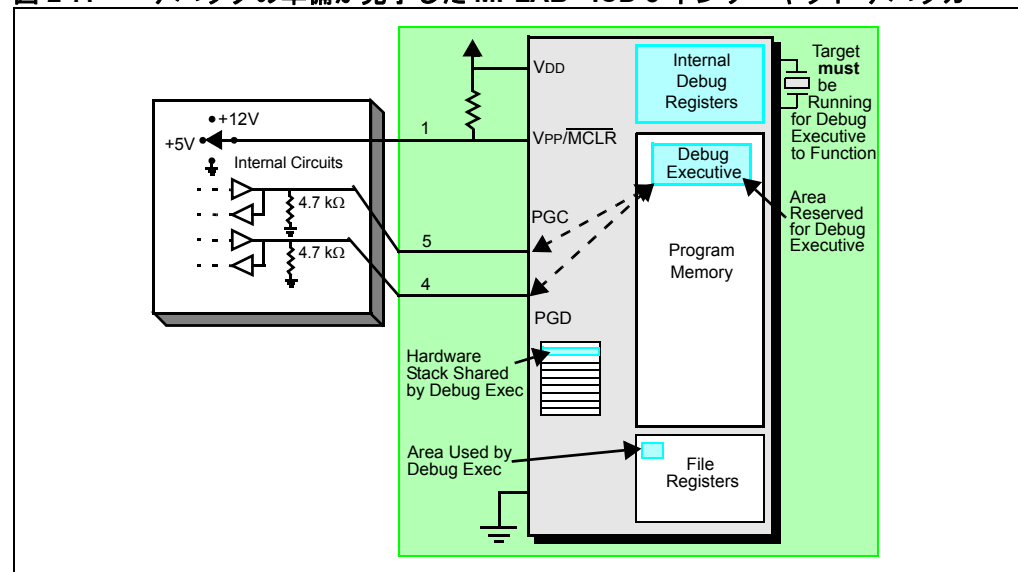 VDD
Internal
Debug
Registers
Target
must
be
Running
for Debug
Executive
to Function
+12V
+5V
1
VPP/MCLR
Internal Circuits
4.7 kΩ
4.7 kΩ
Debug
Executive
Area
Reserved
for Debug
Executive
PGC
5
Program
Memory
4
PGD
Hardware
Stack Shared
by Debug Exec
Area Used by
Debug Exec
File
Registers